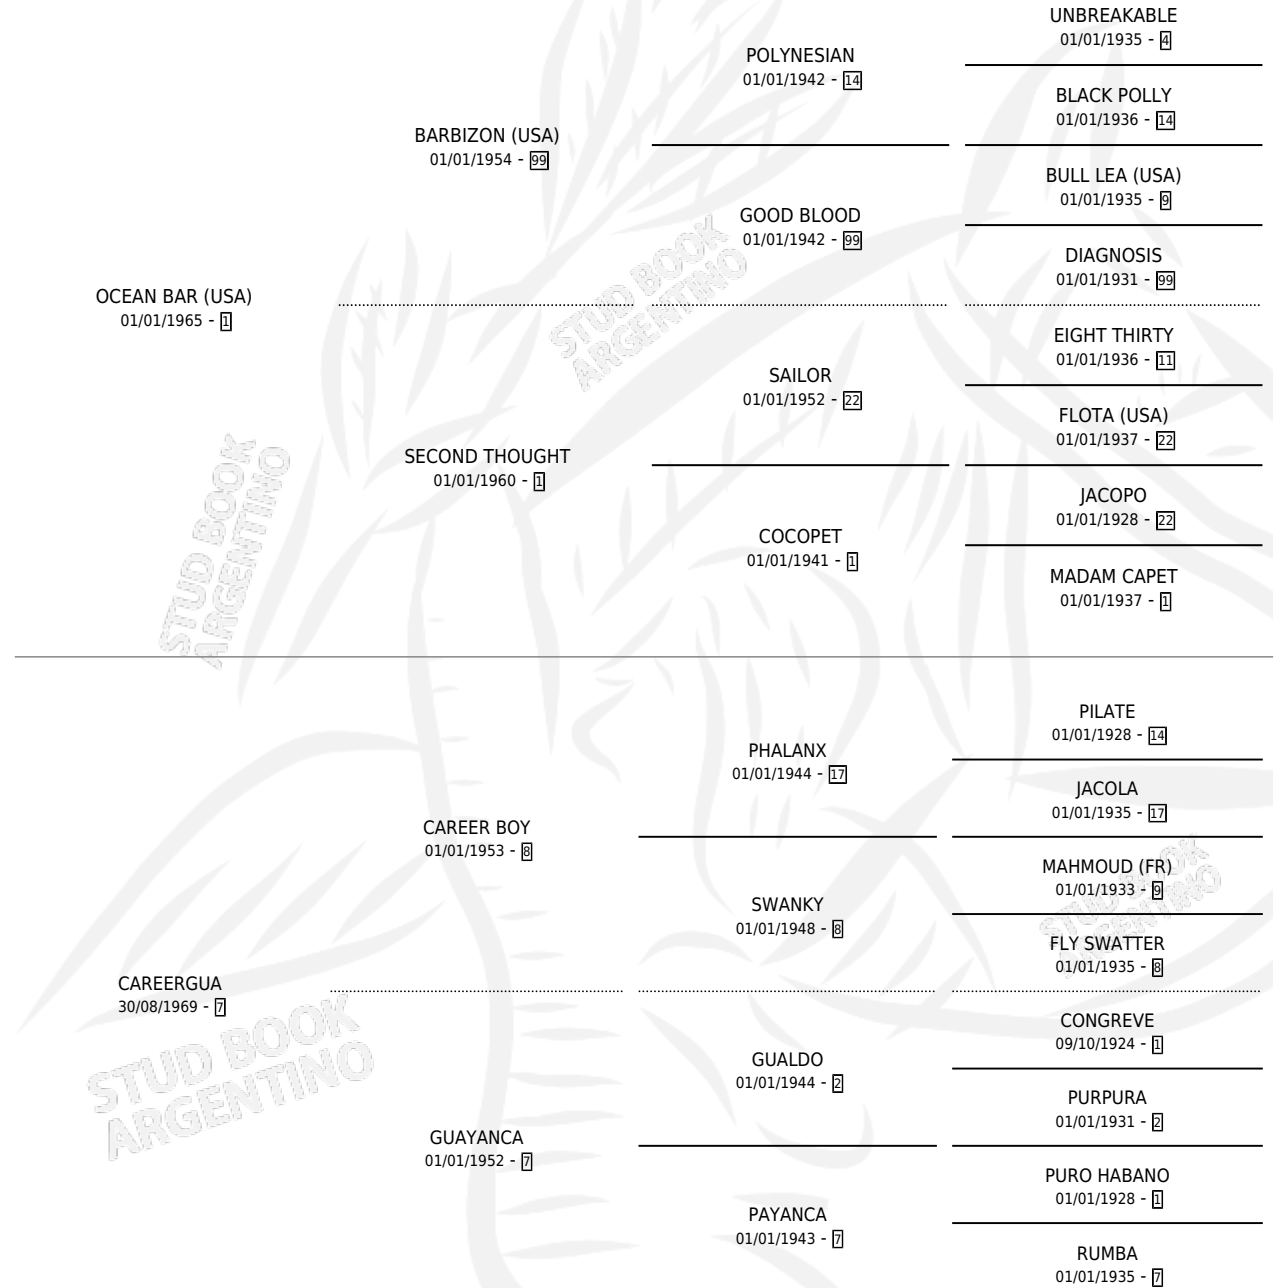 UNBREAKABLE
01/01/1935 - 4
POLYNESIAN
01/01/1942 - 14
BLACK POLLY
01/01/1936 - 14
BARBIZON (USA)
01/01/1954 - 99
BULL LEA (USA)
01/01/1935 - 9
GOOD BLOOD
01/01/1942 - 99
DIAGNOSIS
01/01/1931 - 99
OCEAN BAR (USA)
01/01/1965 - 1
EIGHT THIRTY
01/01/1936 - 11
SAILOR
01/01/1952 - 22
FLOTA (USA)
01/01/1937 - 22
SECOND THOUGHT
01/01/1960 - 1
JACOPO
01/01/1928 - 22
COCOPET
01/01/1941 - 1
MADAM CAPET
01/01/1937 - 1
PILATE
01/01/1928 - 14
PHALANX
01/01/1944 - 17
JACOLA
01/01/1935 - 17
CAREER BOY
01/01/1953 - 8
MAHMOUD (FR)
01/01/1933 - 9
SWANKY
01/01/1948 - 8
FLY SWATTER
01/01/1935 - 8
CAREERGUA
30/08/1969 - 7
CONGREVE
09/10/1924 - 1
GUALDO
01/01/1944 - 2
PURPURA
01/01/1931 - 2
GUAYANCA
01/01/1952 - 7
PURO HABANO
01/01/1928 - 1
PAYANCA
01/01/1943 - 7
RUMBA
01/01/1935 - 7
STUD BOOK
ARGENTINO
STUD BOOK
ARGENTINO
STUD BOOK
ARGENTINO
STUD BOOK
ARGENTINO